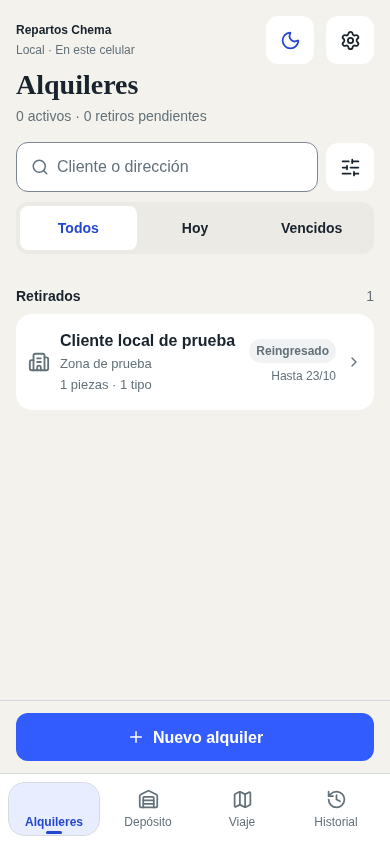 Repartos Chema
Local · En este celular
Alquileres
0 activos · 0 retiros pendientes
Cliente o dirección
Todos
Hoy
Vencidos
Retirados
1
Cliente local de prueba
Reingresado
Zona de prueba
Hasta 23/10
1 piezas · 1 tipo
Nuevo alquiler
Alquileres
Depósito
Viaje
Historial